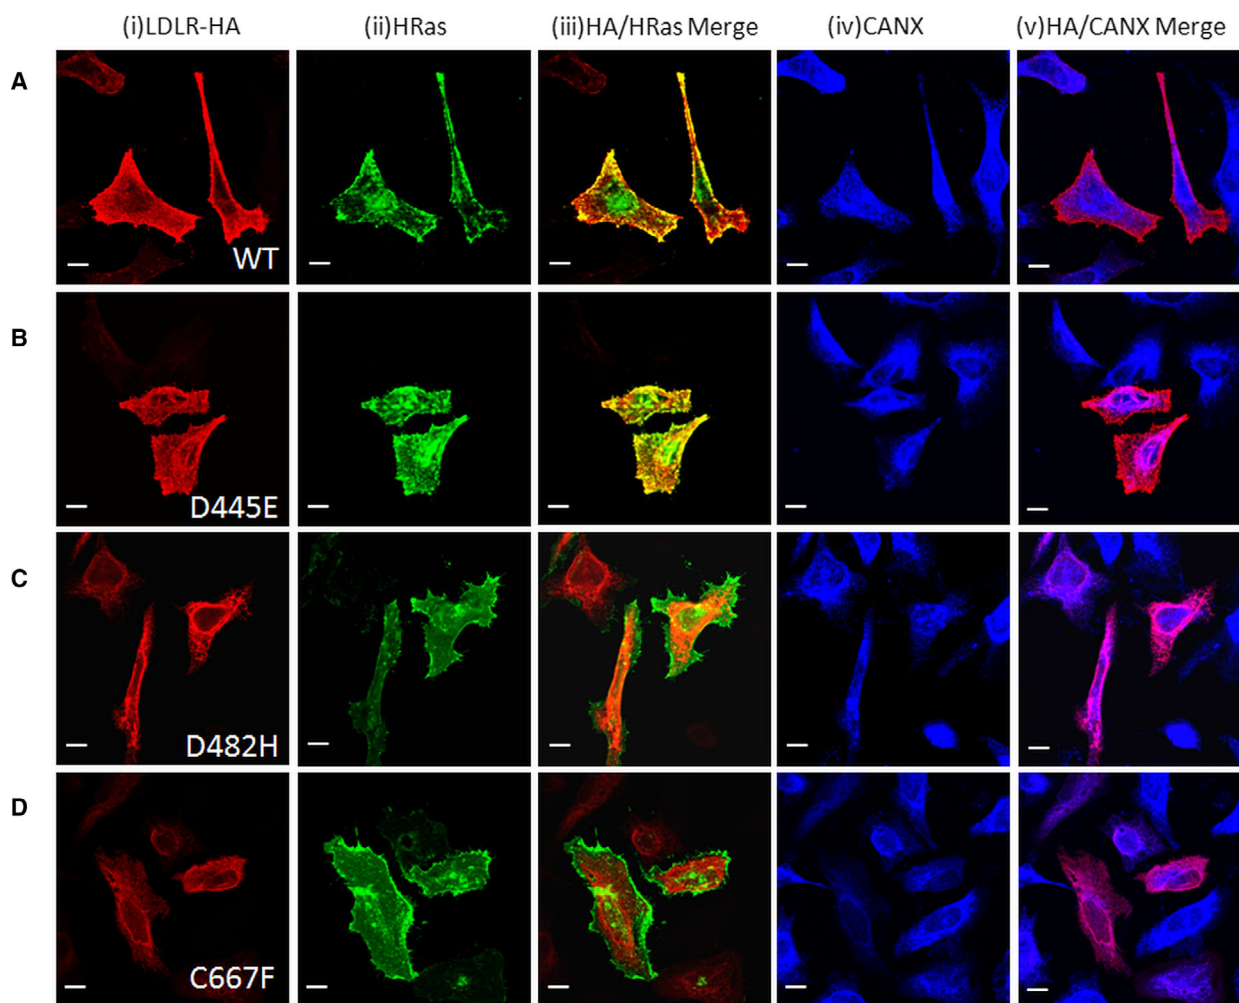 (i)LDLR-HA (ii)HRas (iii)HA/HRas Merge (iv)CANX (v)HA/CANX Merge
A
WT
B
D445E
C
D482H
D
C667F